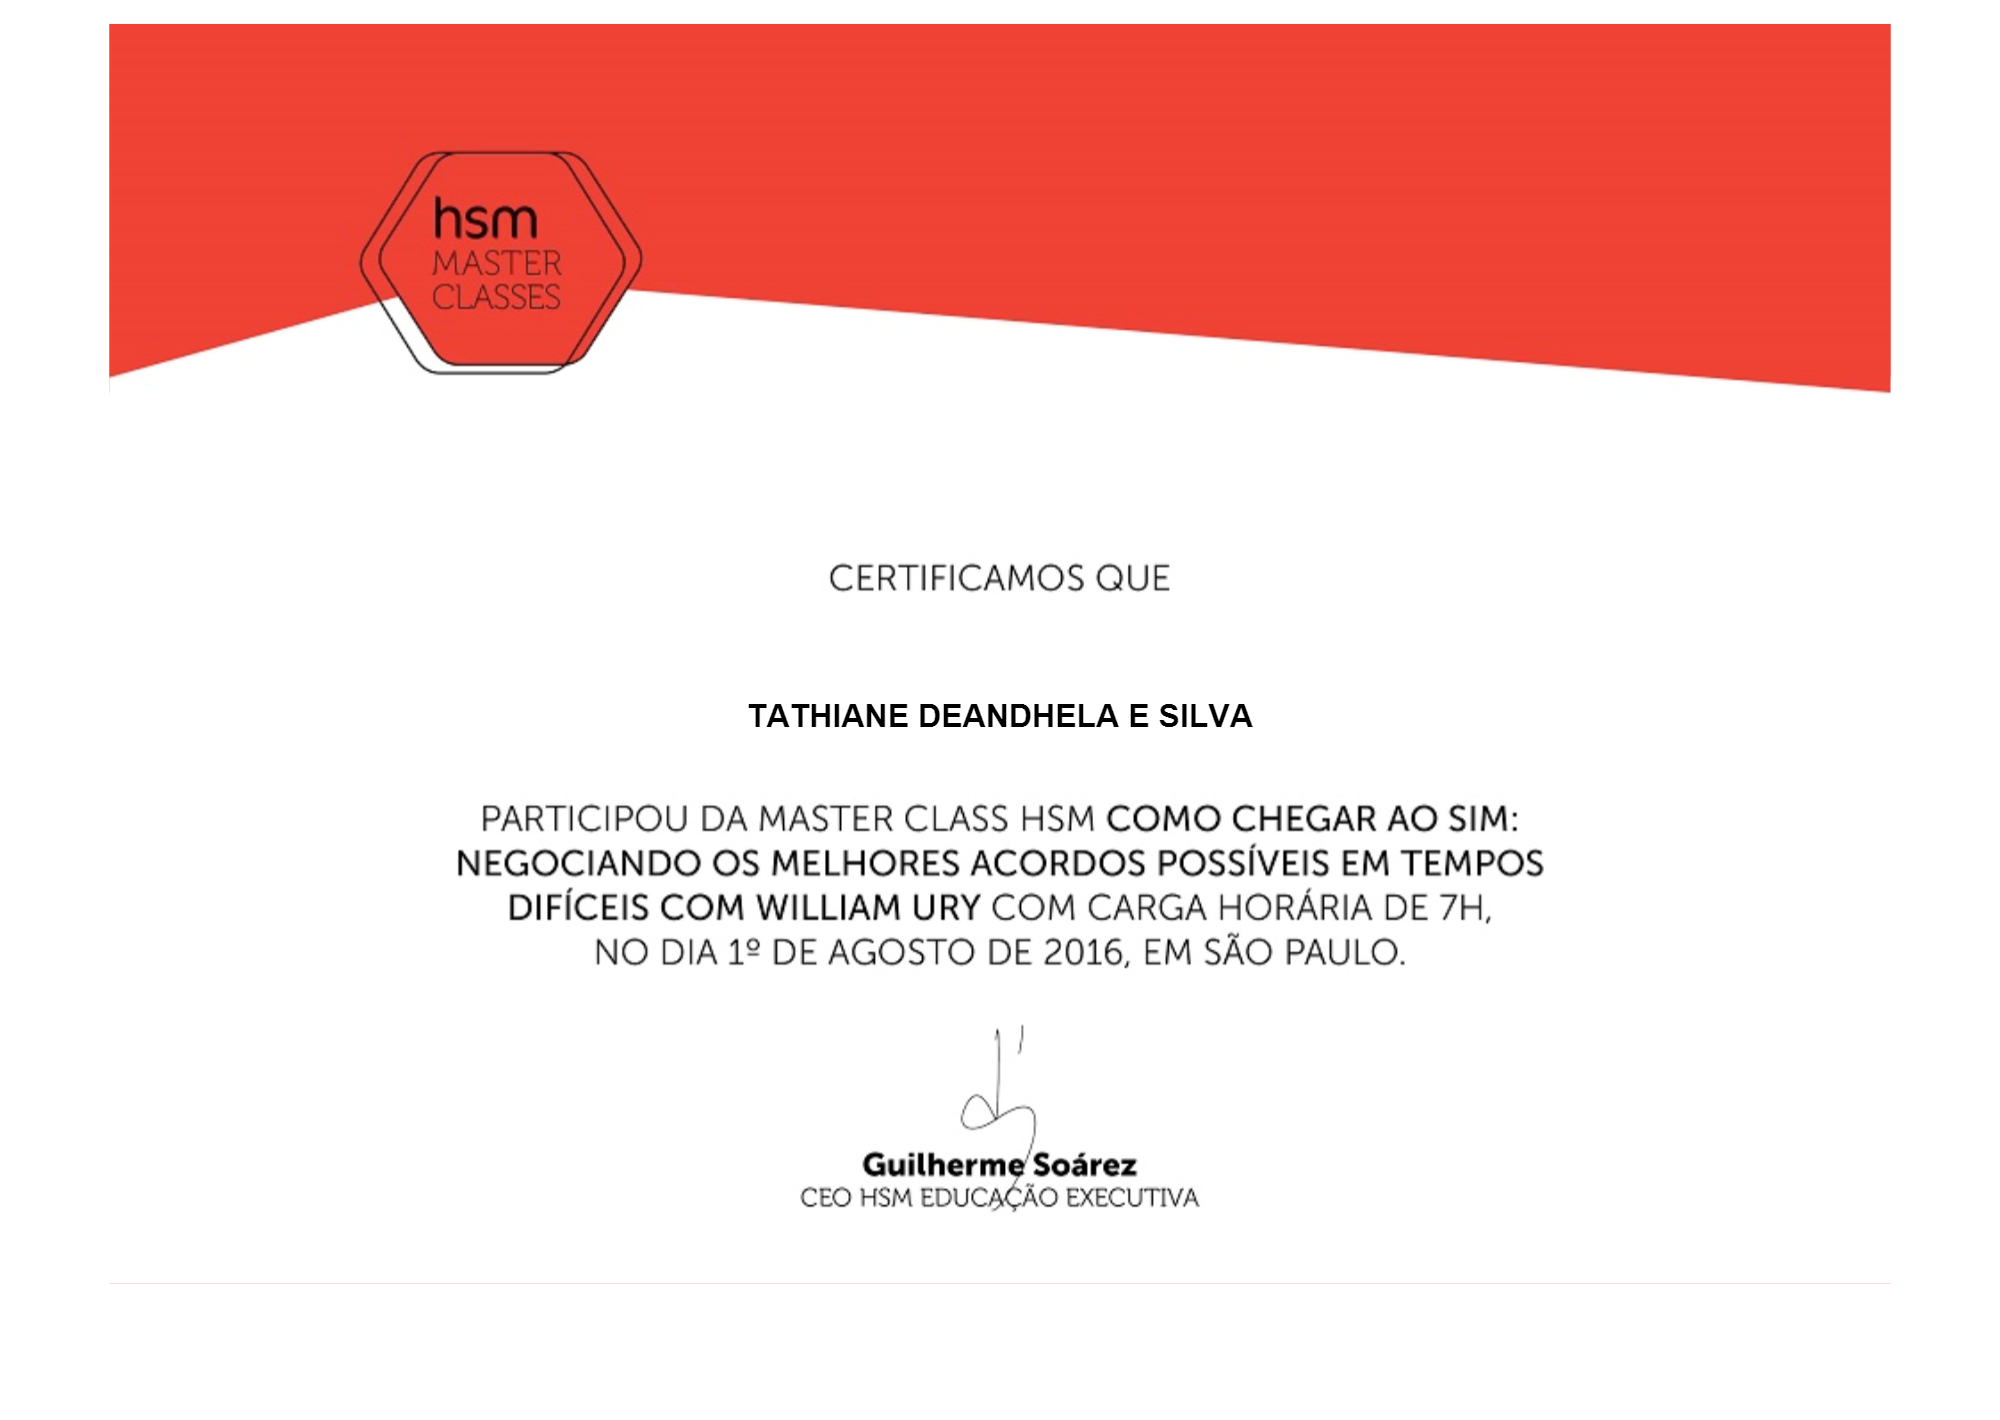 hsm
MASTER
CLASSES
CERTIFICAMOS QUE
TATHIANE DEANDHELA E SILVA
PARTICIPOU DA MASTER CLASS HSM COMO CHEGAR AO SIM:
NEGOCIANDO OS MELHORES ACORDOS POSSÍVEIS EM TEMPOS
DIFÍCEIS COM WILLIAM URY COM CARGA HORÁRIA DE 7H,
NO DIA 1º DE AGOSTO DE 2016, EM SÃO PAULO.
Guilherme Soárez
CEO HSM EDUCAÇÃO EXECUTIVA